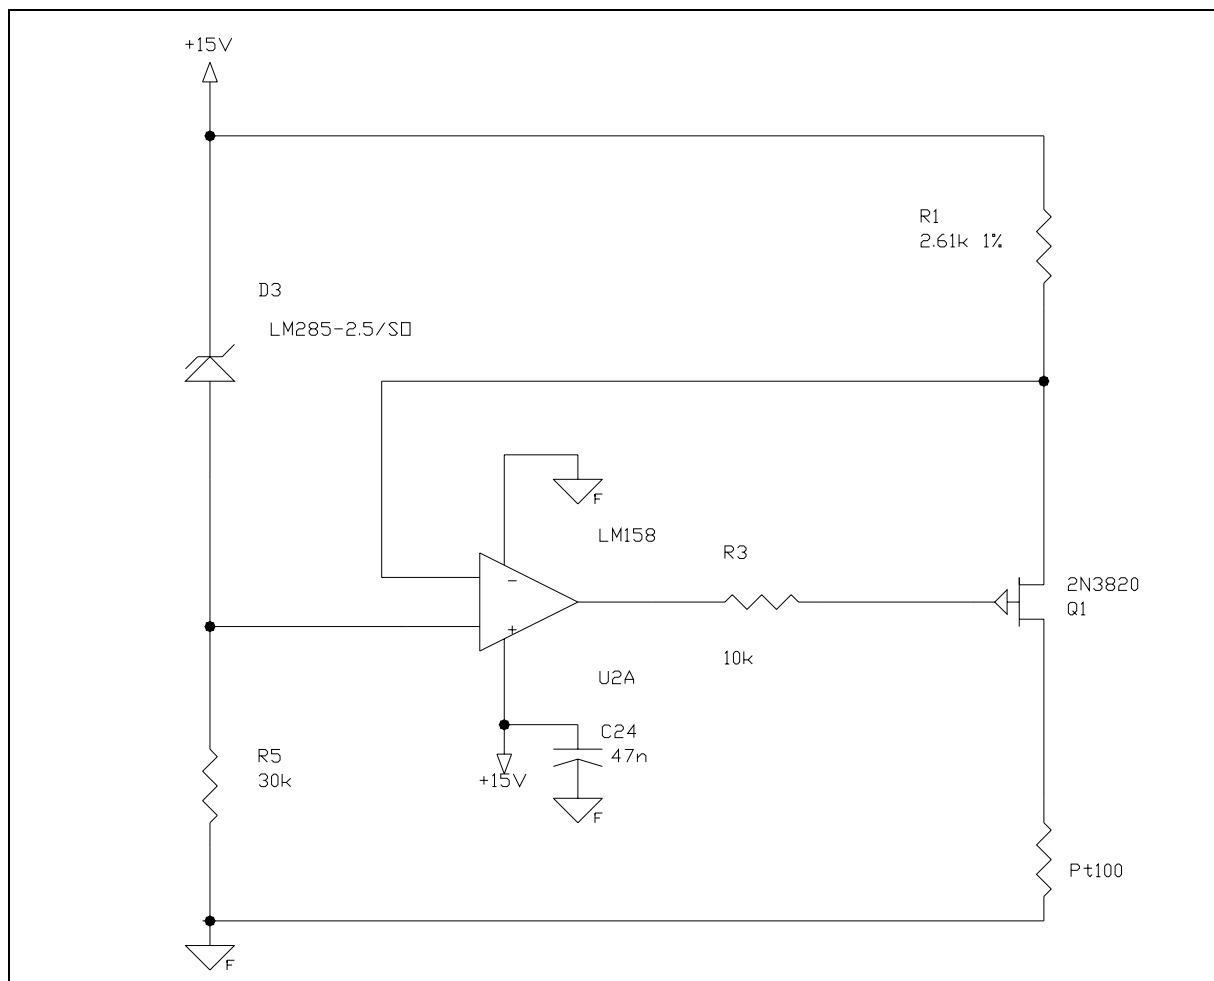 +15V
R1
2.61k 1%
D3
LM285-2.5/SO
F
LM158
R3
-
2N3820
Q1
+
10k
U2A
C24
47n
R5
30k
+15V
F
Pt100
F